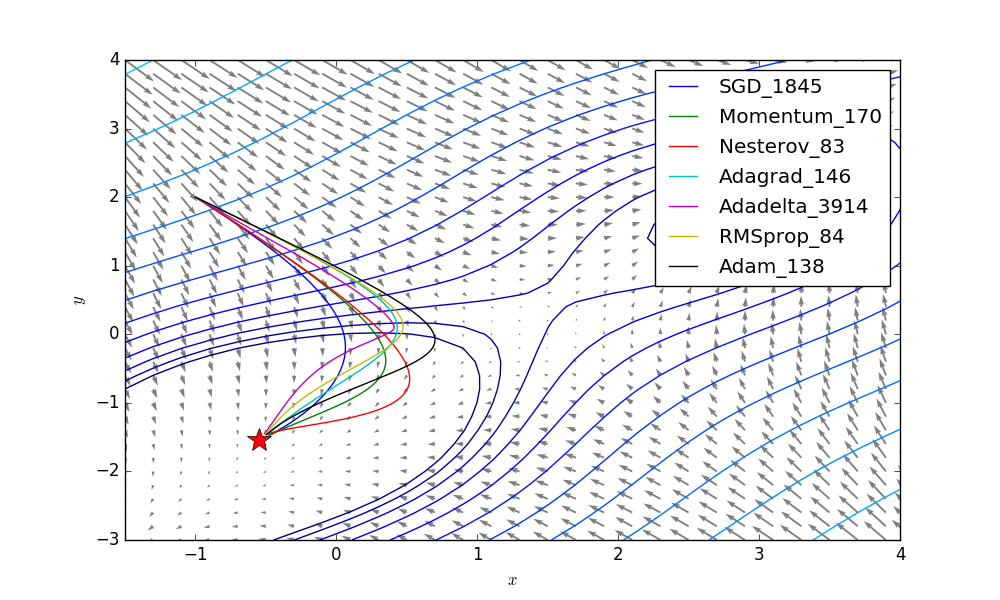 4
3
2
1
0
−1
−2
−3
y
−1
0
1
2
3
4
x
SGD_1845
Momentum_170
Nesterov_83
Adagrad_146
Adadelta_3914
RMSprop_84
Adam_138